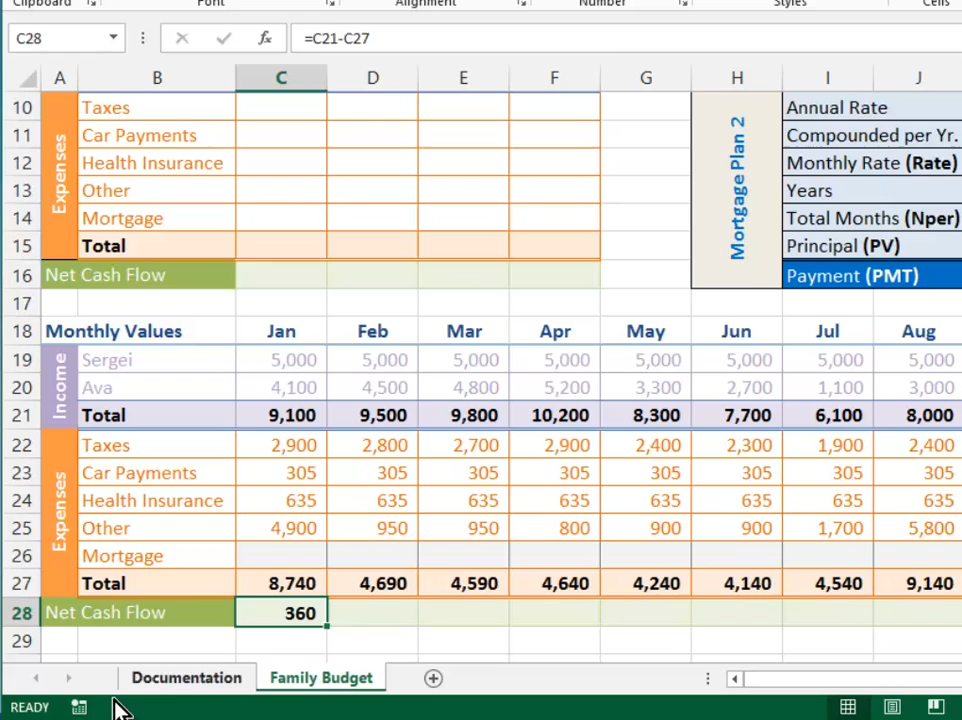 Clipboard Font Alignment Number Styles Cells
C28 fx =C21-C27
A B C D E F G H I J
10 Taxes Annual Rate
11 Car Payments Compounded per Yr.
12 Health Insurance Monthly Rate (Rate)
13 Other Years
14 Mortgage Total Months (Nper)
15 Total Principal (PV)
16 Net Cash Flow Payment (PMT)
Expenses
Mortgage Plan 2
17
18 Monthly Values Jan Feb Mar Apr May Jun Jul Aug
19 Sergei 5,000 5,000 5,000 5,000 5,000 5,000 5,000 5,000
20 Ava 4,100 4,500 4,800 5,200 3,300 2,700 1,100 3,000
21 Total 9,100 9,500 9,800 10,200 8,300 7,700 6,100 8,000
Income
22 Taxes 2,900 2,800 2,700 2,900 2,400 2,300 1,900 2,400
23 Car Payments 305 305 305 305 305 305 305 305
24 Health Insurance 635 635 635 635 635 635 635 635
25 Other 4,900 950 950 800 900 900 1,700 5,800
26 Mortgage
27 Total 8,740 4,690 4,590 4,640 4,240 4,140 4,540 9,140
Expenses
28 Net Cash Flow 360
29
Documentation Family Budget
READY